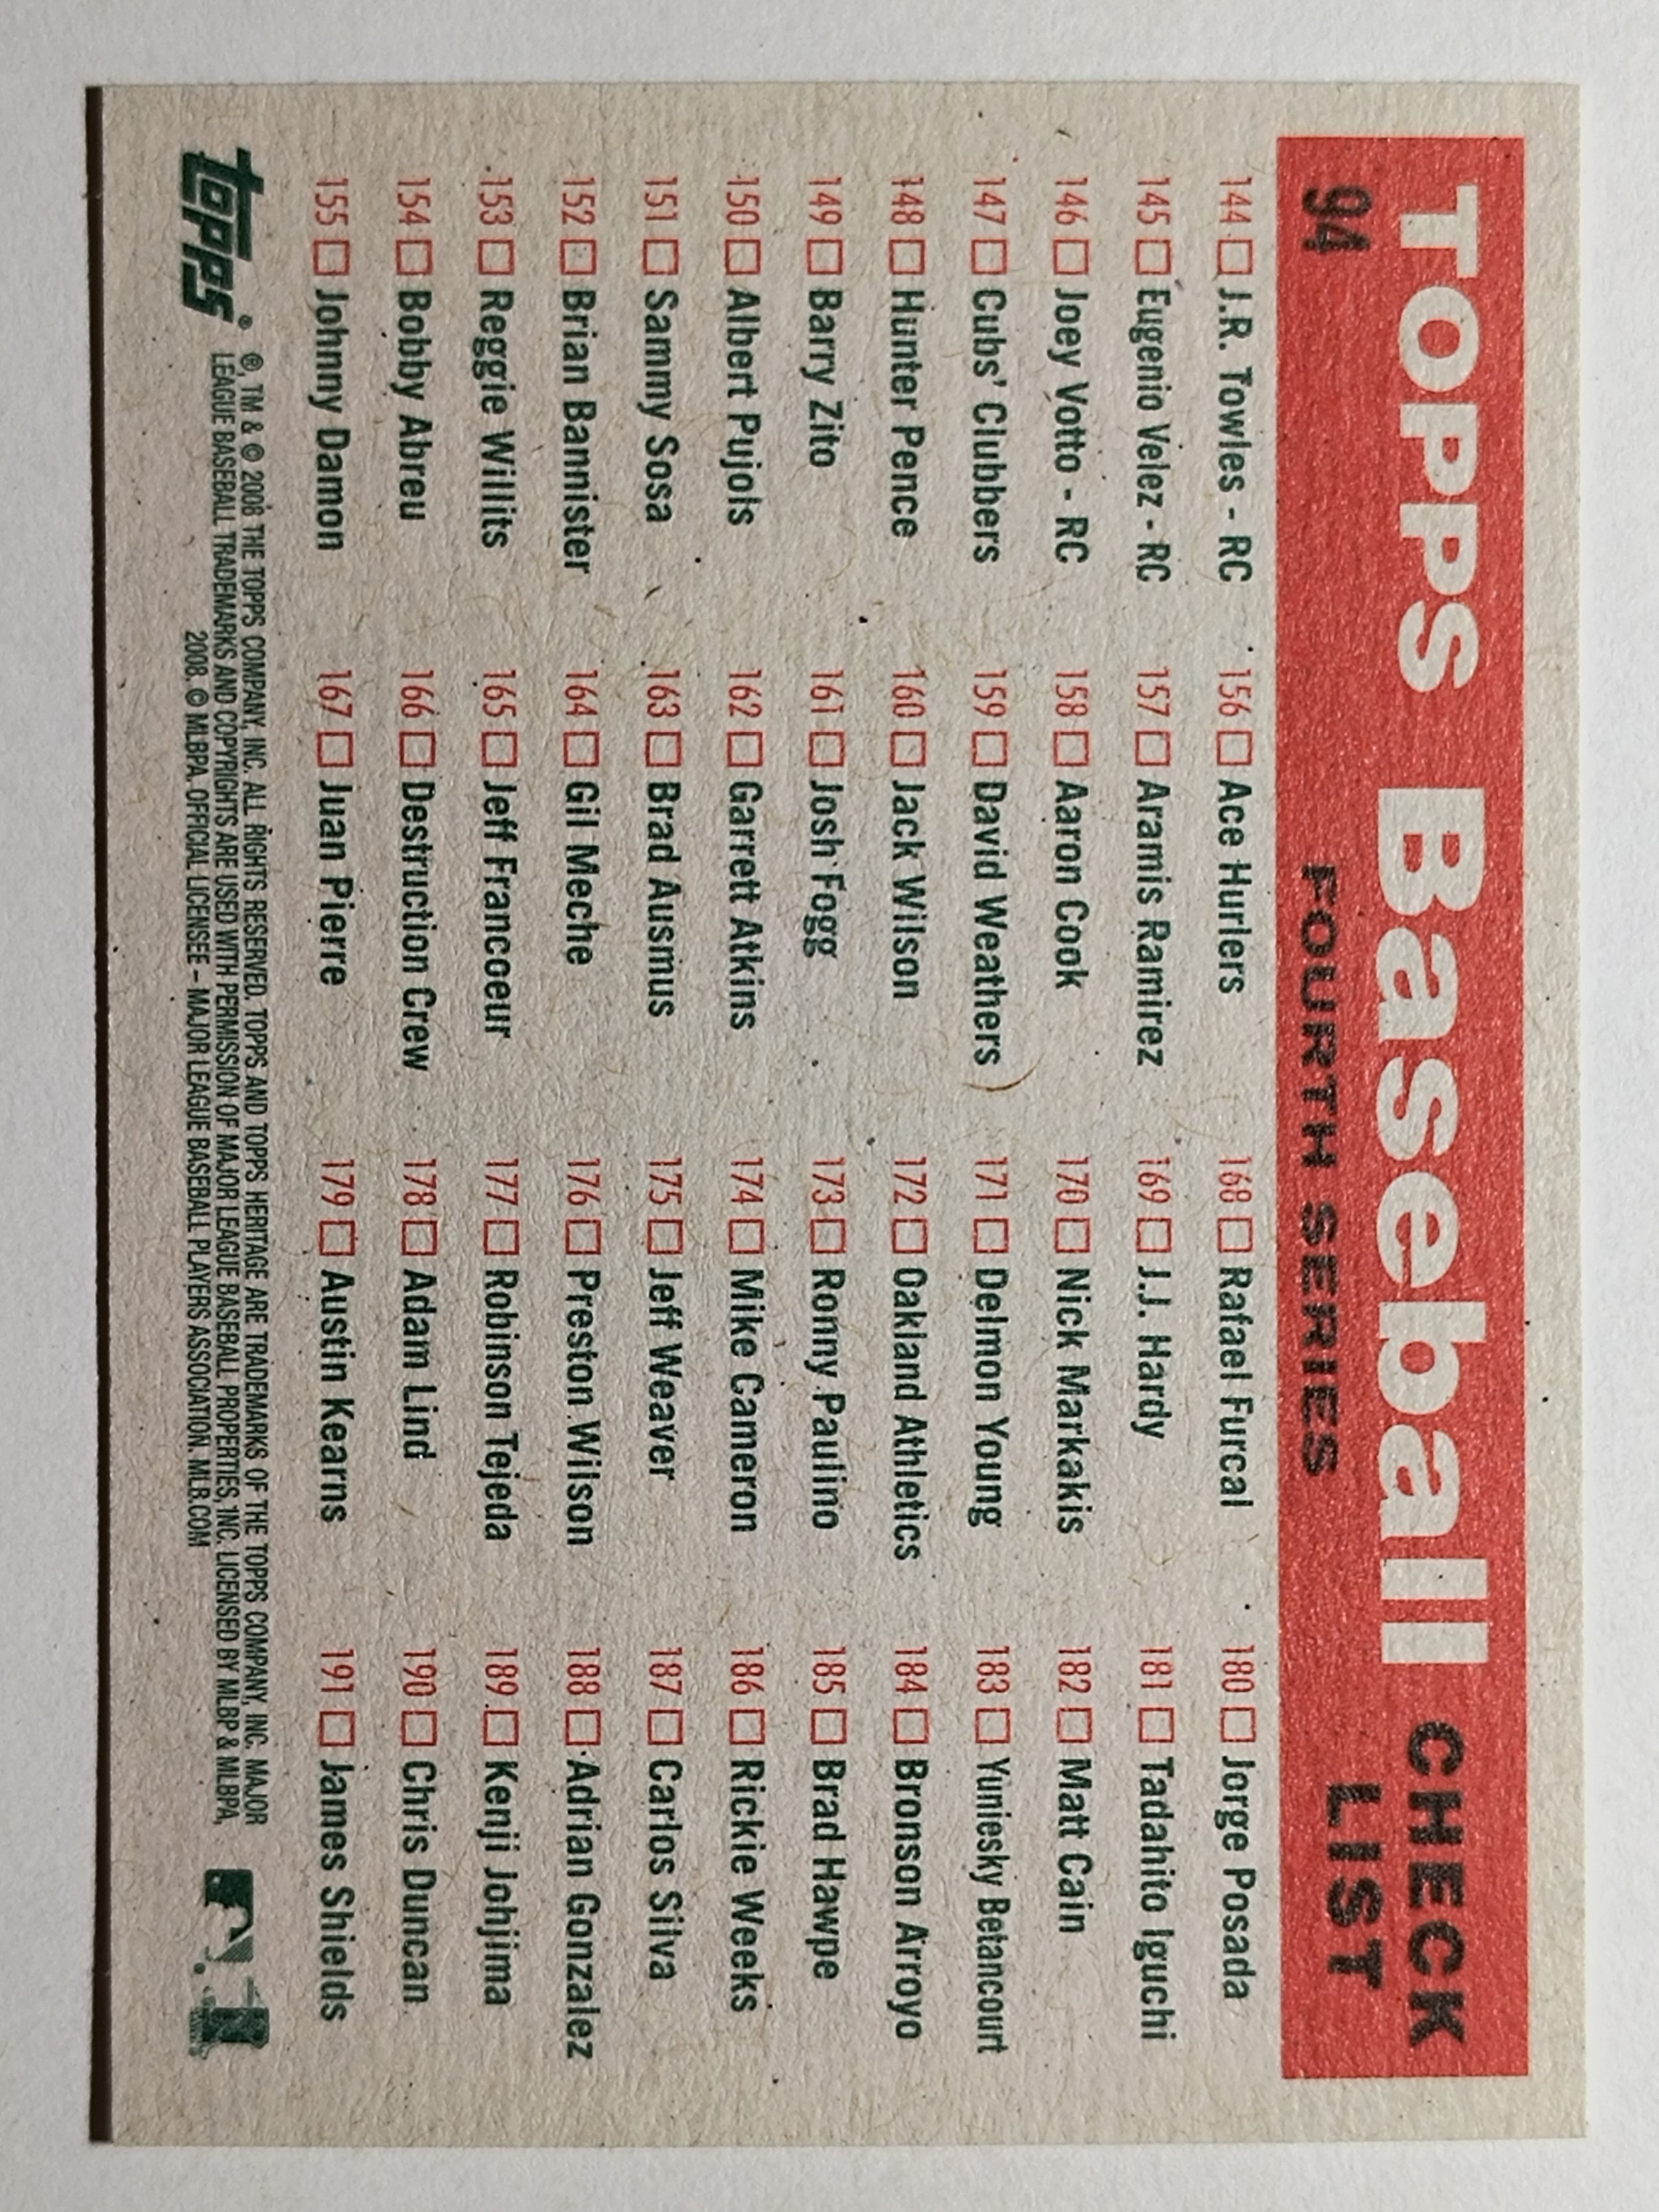 TOPPS Baseball CHECK LIST
94 FOURTH SERIES
144 J.R. Towles - RC
145 Eugenio Velez - RC
146 Joey Votto - RC
147 Cubs' Clubbers
148 Hunter Pence
149 Barry Zito
150 Albert Pujols
151 Sammy Sosa
152 Brian Bannister
153 Reggie Willits
154 Bobby Abreu
155 Johnny Damon
156 Ace Hurlers
157 Aramis Ramirez
158 Aaron Cook
159 David Weathers
160 Jack Wilson
161 Josh Fogg
162 Garrett Atkins
163 Brad Ausmus
164 Gil Meche
165 Jeff Francoeur
166 Destruction Crew
167 Juan Pierre
168 Rafael Furcal
169 J.J. Hardy
170 Nick Markakis
171 Delmon Young
172 Oakland Athletics
173 Ronny Paulino
174 Mike Cameron
175 Jeff Weaver
176 Preston Wilson
177 Robinson Tejeda
178 Adam Lind
179 Austin Kearns
180 Jorge Posada
181 Tadahito Iguchi
182 Matt Cain
183 Yuniesky Betancourt
184 Bronson Arroyo
185 Brad Hawpe
186 Rickie Weeks
187 Carlos Silva
188 Adrian Gonzalez
189 Kenji Johjima
190 Chris Duncan
191 James Shields
topps®
®, TM & © 2008 THE TOPPS COMPANY, INC. ALL RIGHTS RESERVED. TOPPS AND TOPPS HERITAGE ARE TRADEMARKS OF THE TOPPS COMPANY, INC. MAJOR
LEAGUE BASEBALL TRADEMARKS AND COPYRIGHTS ARE USED WITH PERMISSION OF MAJOR LEAGUE BASEBALL PROPERTIES, INC. LICENSED BY MLBP & MLBPA,
2008. © MLBPA. OFFICIAL LICENSEE – MAJOR LEAGUE BASEBALL PLAYERS ASSOCIATION. MLB.COM